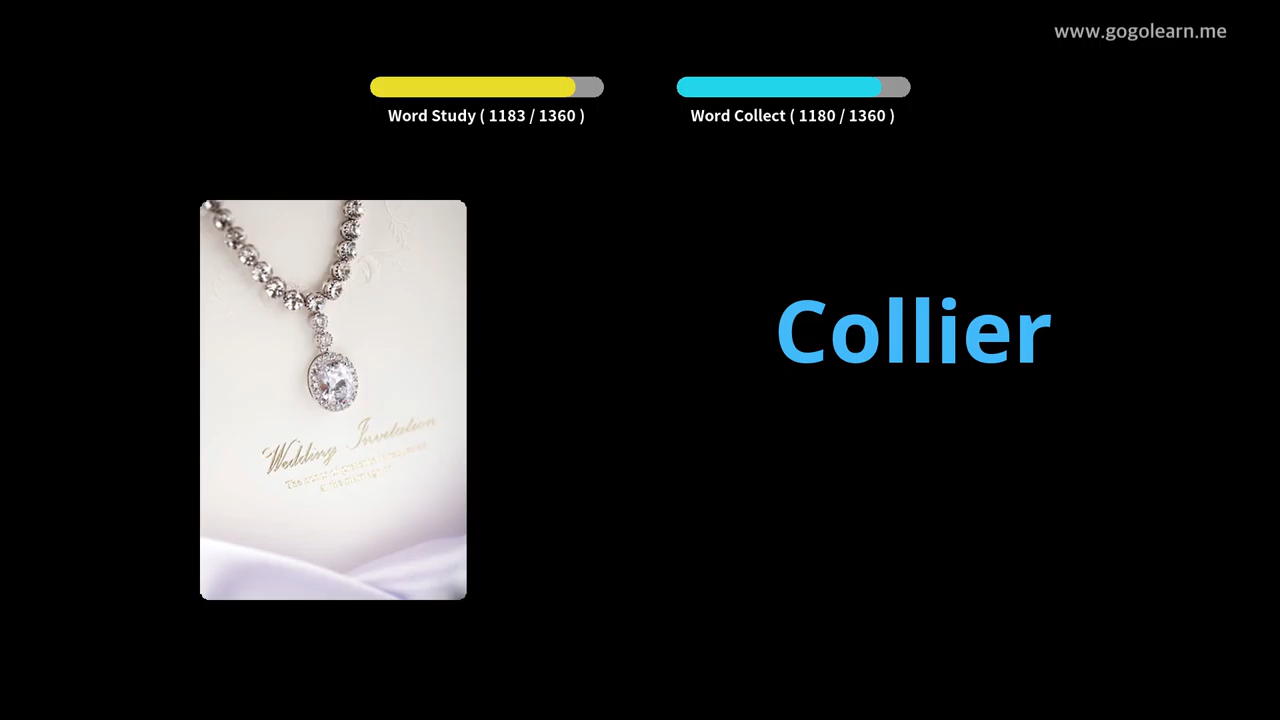 www.gogolearn.me
Word Study ( 1183 / 1360 )
Word Collect ( 1180 / 1360 )
Collier
Wedding Invitation